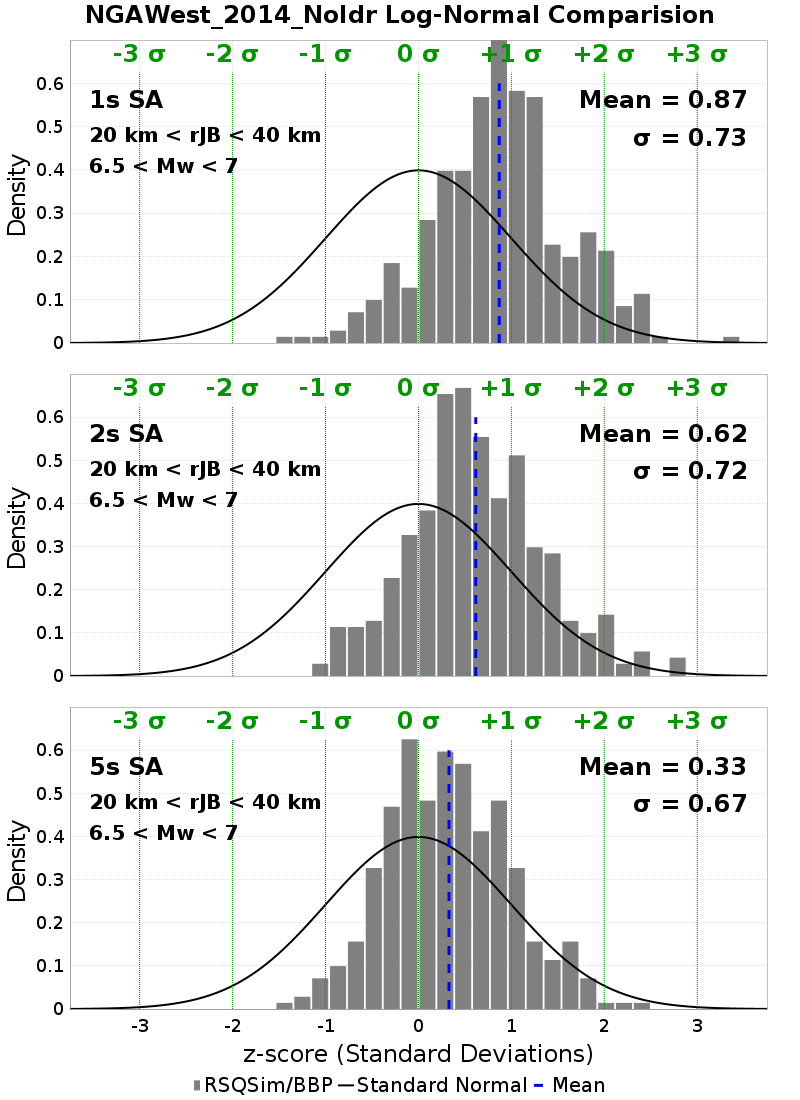 NGAWest_2014_NoIdr Log-Normal Comparision
-3 σ -2 σ -1 σ 0 σ +1 σ +2 σ +3 σ
1s SA
Mean = 0.87
20 km < rJB < 40 km
σ = 0.73
6.5 < Mw < 7
Density
0.6
0.5
0.4
0.3
0.2
0.1
0
-3 σ -2 σ -1 σ 0 σ +1 σ +2 σ +3 σ
2s SA
Mean = 0.62
20 km < rJB < 40 km
σ = 0.72
6.5 < Mw < 7
Density
0.6
0.5
0.4
0.3
0.2
0.1
0
-3 σ -2 σ -1 σ 0 σ +1 σ +2 σ +3 σ
5s SA
Mean = 0.33
20 km < rJB < 40 km
σ = 0.67
6.5 < Mw < 7
Density
0.6
0.5
0.4
0.3
0.2
0.1
0
-3 -2 -1 0 1 2 3
z-score (Standard Deviations)
RSQSim/BBP Standard Normal Mean